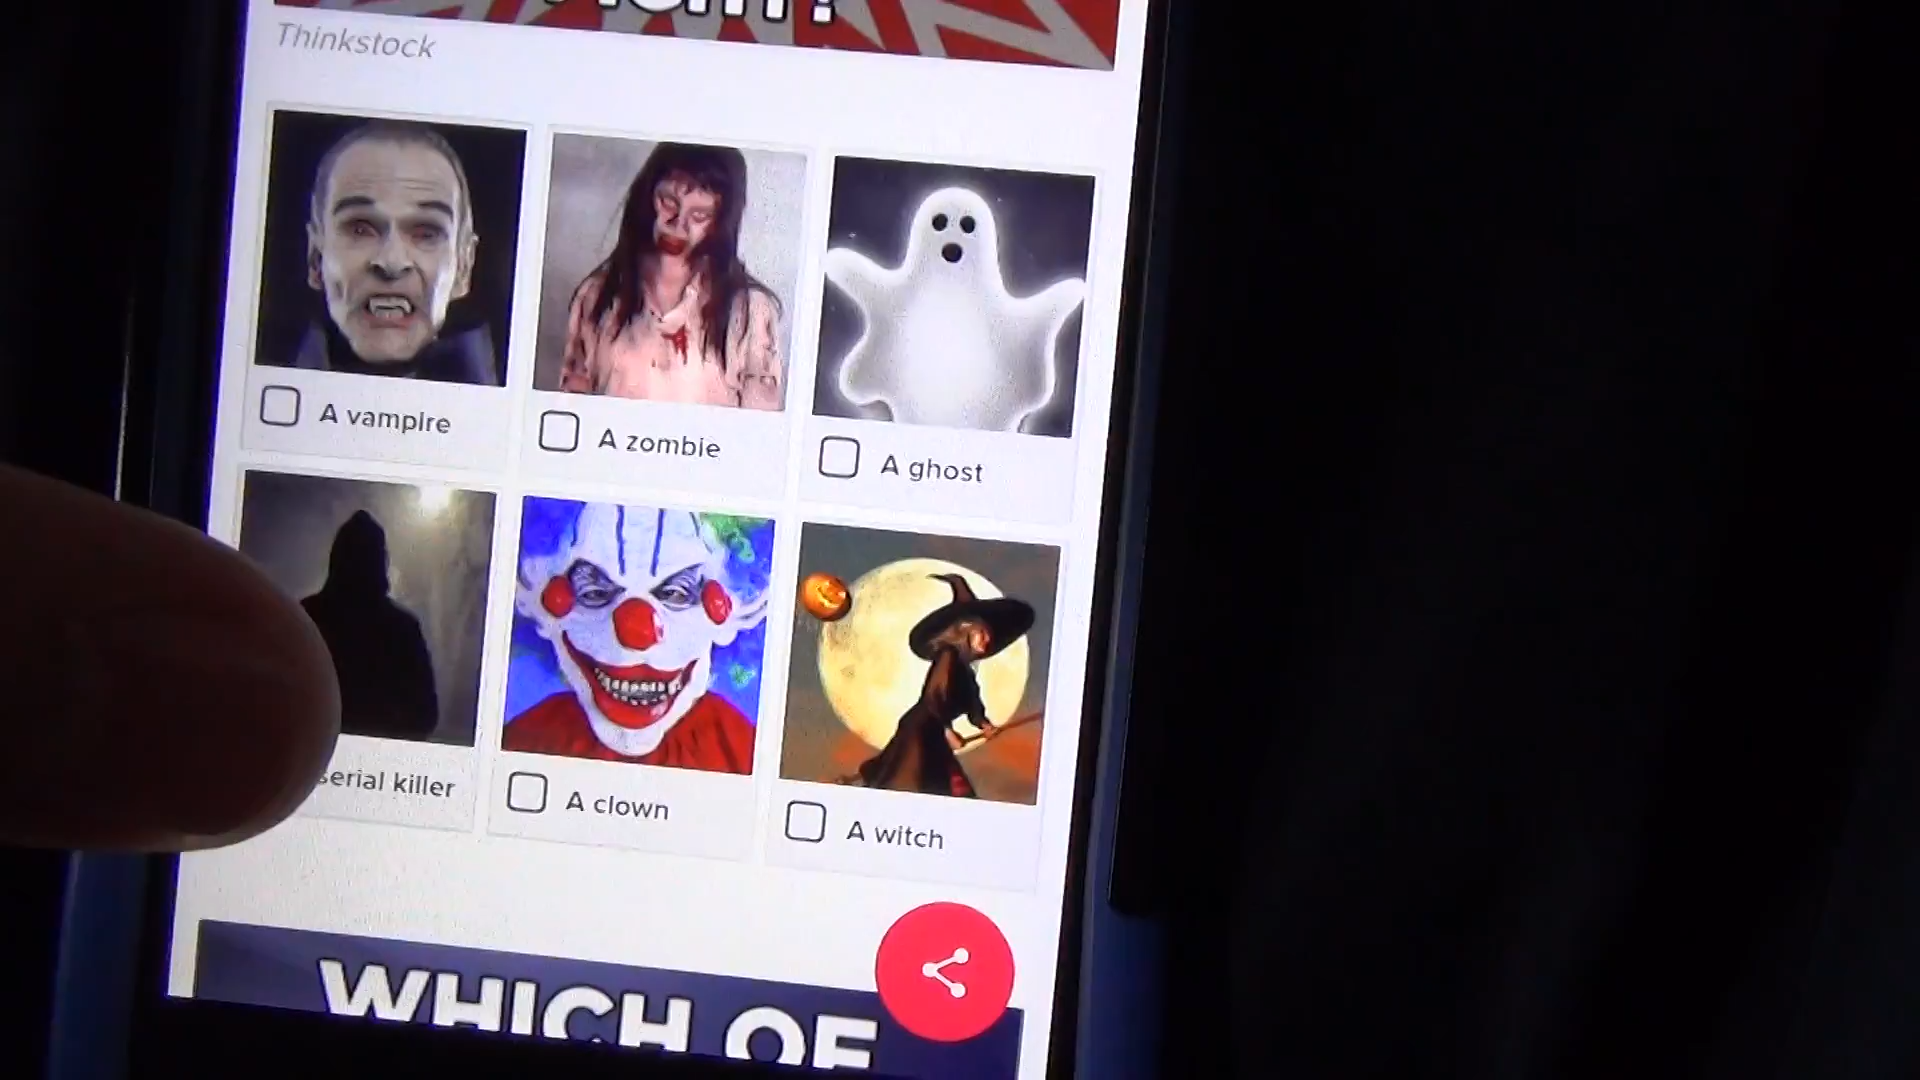 Thinkstock
A vampire
A zombie
A ghost
serial killer
A clown
A witch
WHICH OF